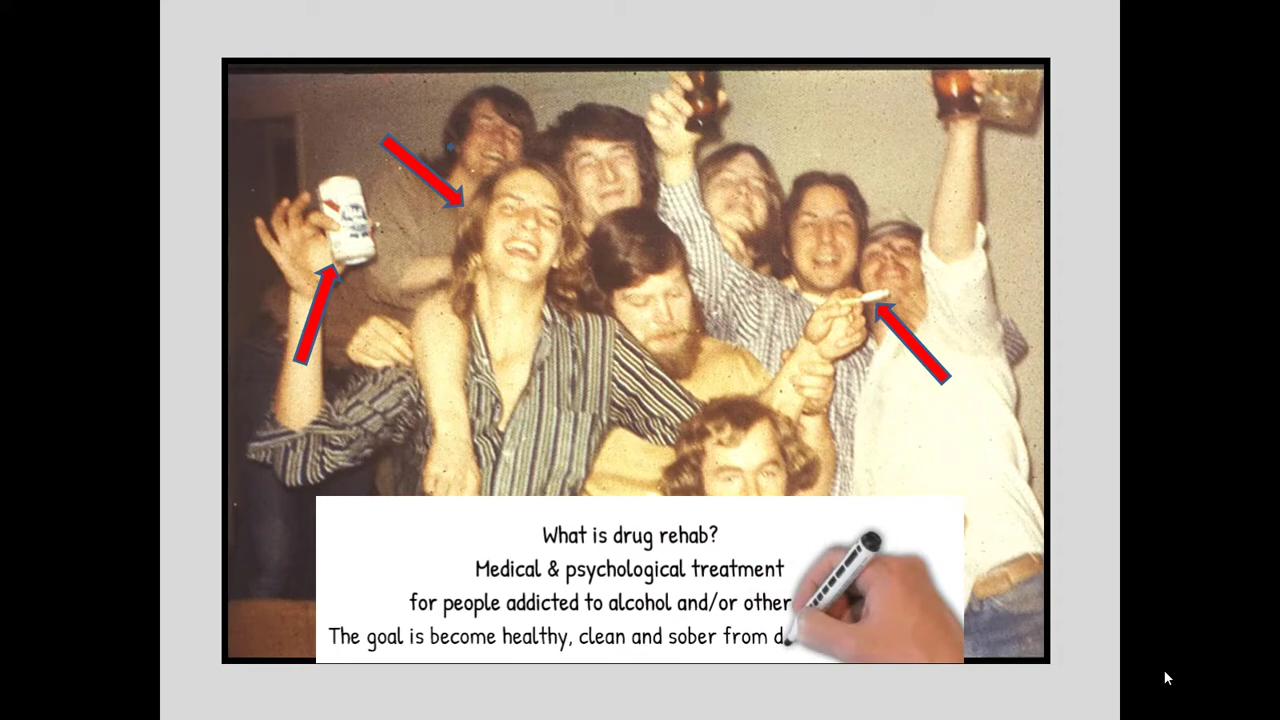 What is drug rehab?
Medical & psychological treatment
for people addicted to alcohol and/or other
The goal is become healthy, clean and sober from d